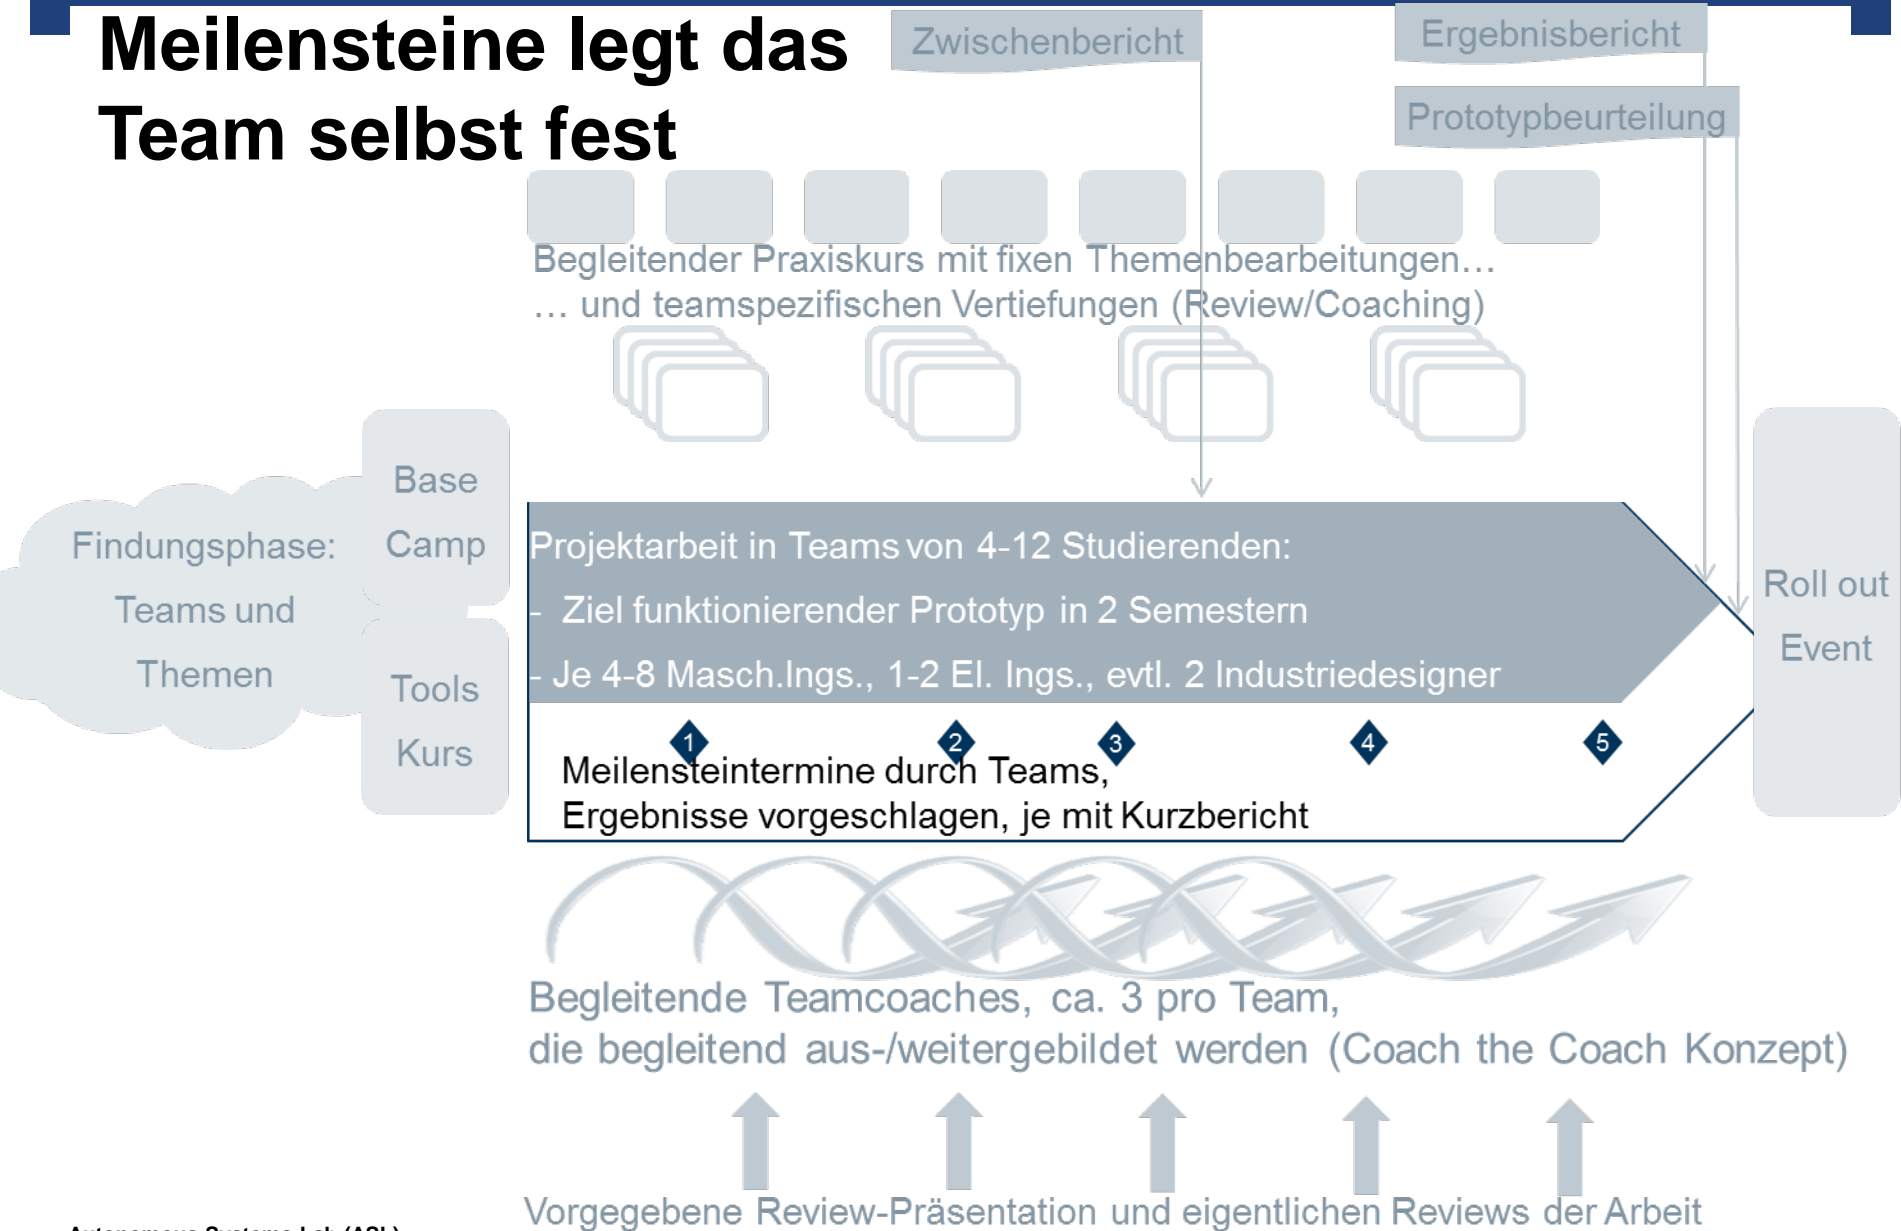 Meilensteine legt das
Team selbst fest
Zwischenbericht
Ergebnisbericht
Prototypbeurteilung
Begleitender Praxiskurs mit fixen Themenbearbeitungen…
… und teamspezifischen Vertiefungen (Review/Coaching)
Findungsphase:
Teams und
Themen
Base
Camp
Tools
Kurs
Projektarbeit in Teams von 4-12 Studierenden:
- Ziel funktionierender Prototyp in 2 Semestern
- Je 4-8 Masch.Ings., 1-2 El. Ings., evtl. 2 Industriedesigner
1 2 3 4 5
Meilensteintermine durch Teams,
Ergebnisse vorgeschlagen, je mit Kurzbericht
Roll out
Event
Begleitende Teamcoaches, ca. 3 pro Team,
die begleitend aus-/weitergebildet werden (Coach the Coach Konzept)
Vorgegebene Review-Präsentation und eigentlichen Reviews der Arbeit
Autonomous Systems Lab (ASL)